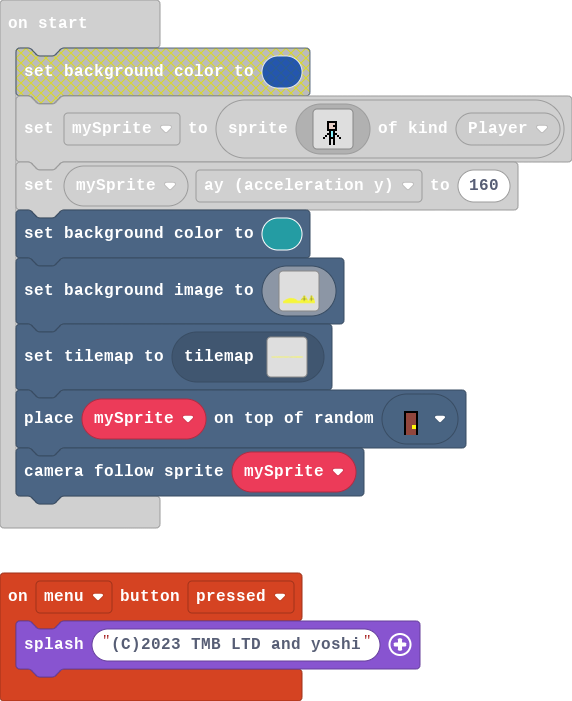 on start
set background color to
set mySprite to sprite of kind Player
set mySprite ay (acceleration y) to 160
set background color to
set background image to
set tilemap to tilemap
place mySprite on top of random
camera follow sprite mySprite
on menu button pressed
splash "(C)2023 TMB LTD and yoshi"